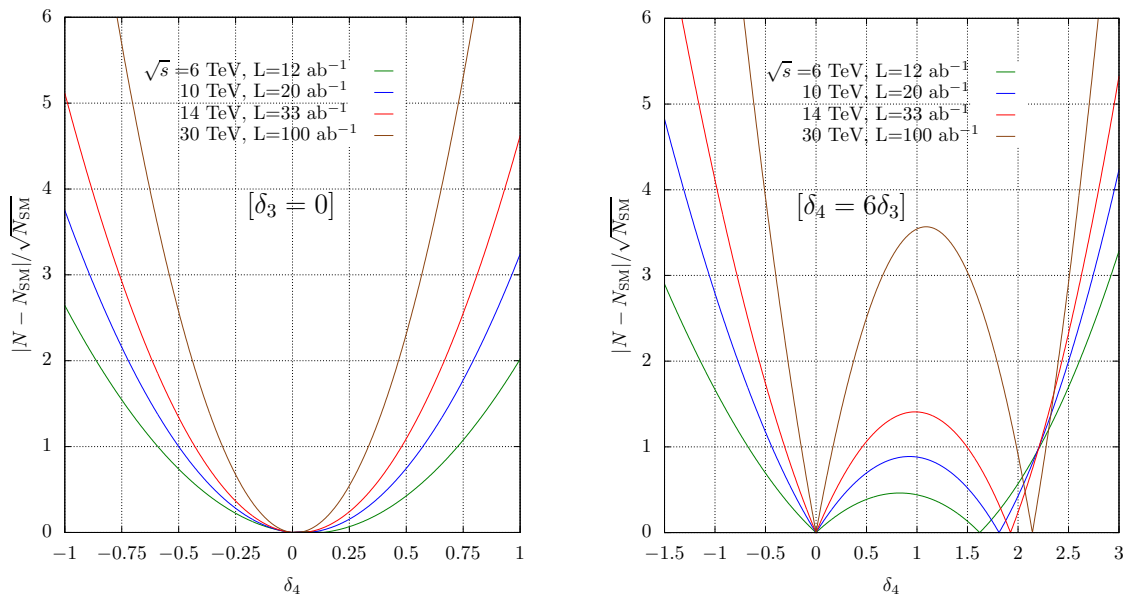 6
5
4
3
2
1
0
|N − N_SM|/√N_SM
√s =6 TeV, L=12 ab⁻¹
10 TeV, L=20 ab⁻¹
14 TeV, L=33 ab⁻¹
30 TeV, L=100 ab⁻¹
[δ₃ = 0]
−1 −0.75 −0.5 −0.25 0 0.25 0.5 0.75 1
δ₄
6
5
4
3
2
1
0
|N − N_SM|/√N_SM
√s =6 TeV, L=12 ab⁻¹
10 TeV, L=20 ab⁻¹
14 TeV, L=33 ab⁻¹
30 TeV, L=100 ab⁻¹
[δ₄ = 6δ₃]
−1.5 −1 −0.5 0 0.5 1 1.5 2 2.5 3
δ₄